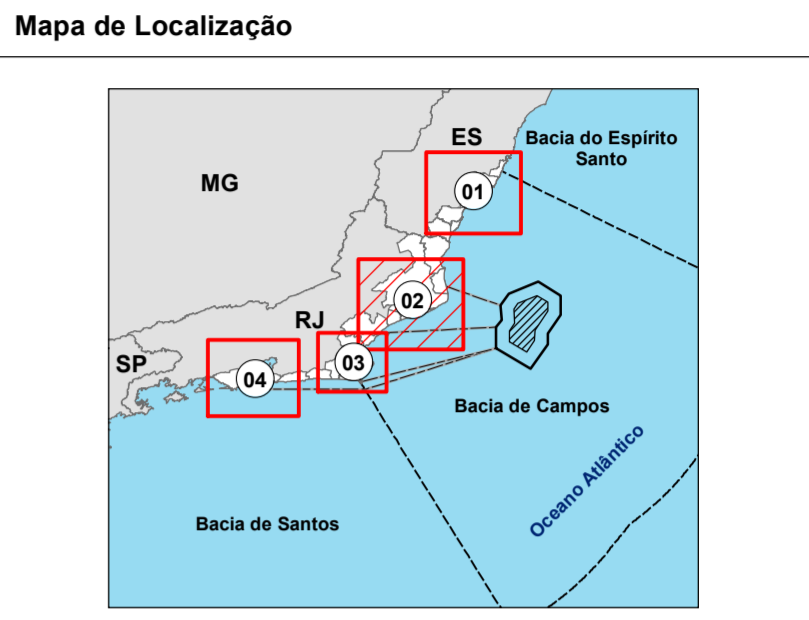 Mapa de Localização
ES
Bacia do Espírito
Santo
MG
01
02
RJ
03
SP
04
Bacia de Campos
Oceano Atlântico
Bacia de Santos